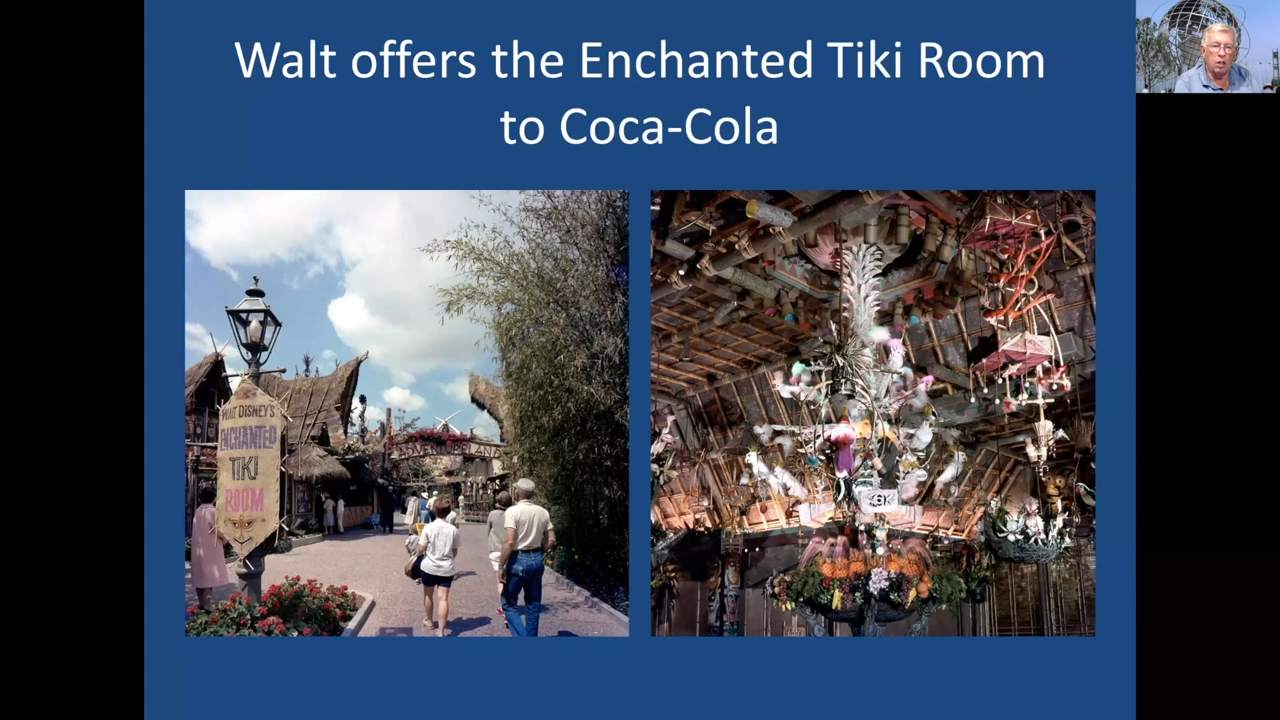 Walt offers the Enchanted Tiki Room
to Coca-Cola
WALT DISNEY'S
ENCHANTED
TIKI
ROOM